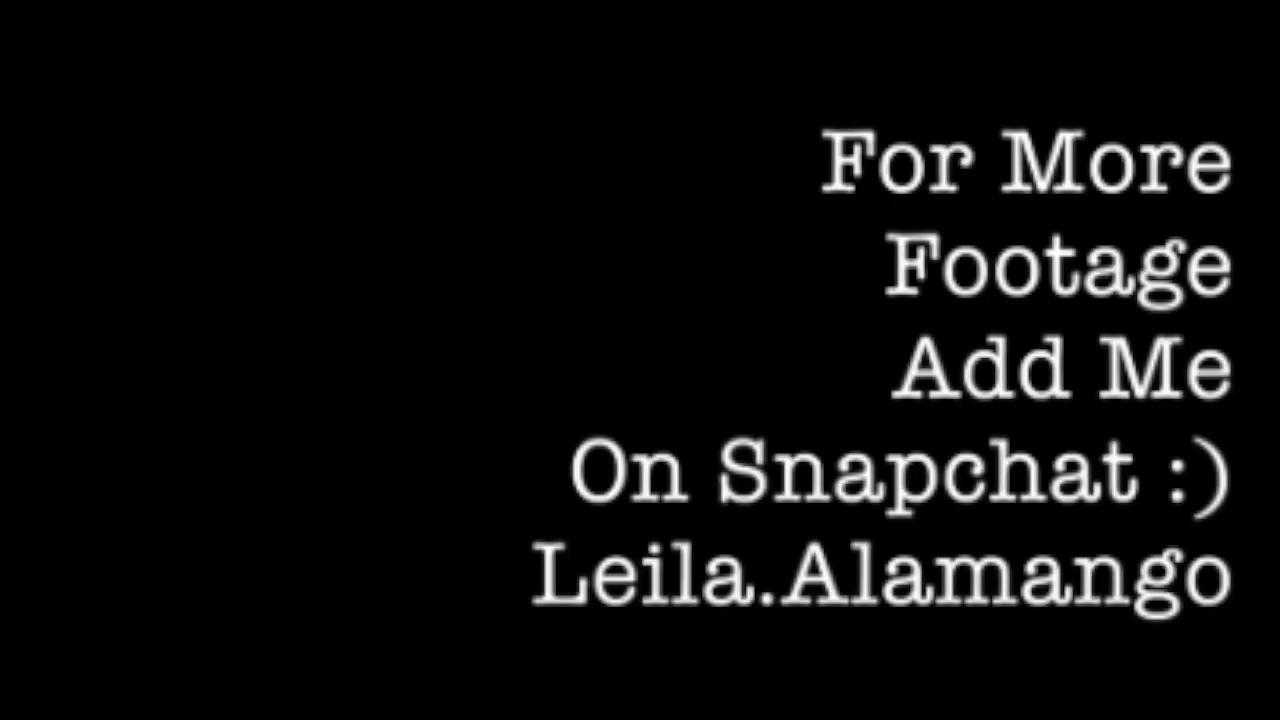 For More
Footage
Add Me
On Snapchat :)
Leila.Alamango